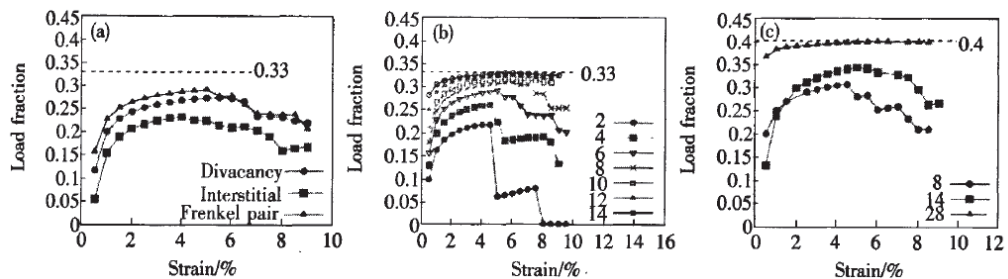 (a)
0.45
0.4
0.35
0.3
0.25
0.2
0.15
0.1
0.05
0
Load fraction
0.33
Divacancy
Interstitial
Frenkel pair
0 2 4 6 8 10
Strain/%
(b)
0.45
0.4
0.35
0.3
0.25
0.2
0.15
0.1
0.05
0
Load fraction
0.33
2
4
6
8
10
12
14
0 2 4 6 8 10 12 14 16
Strain/%
(c)
0.45
0.4
0.35
0.3
0.25
0.2
0.15
0.1
0.05
0
Load fraction
0.4
8
14
28
0 2 4 6 8 10 12
Strain/%